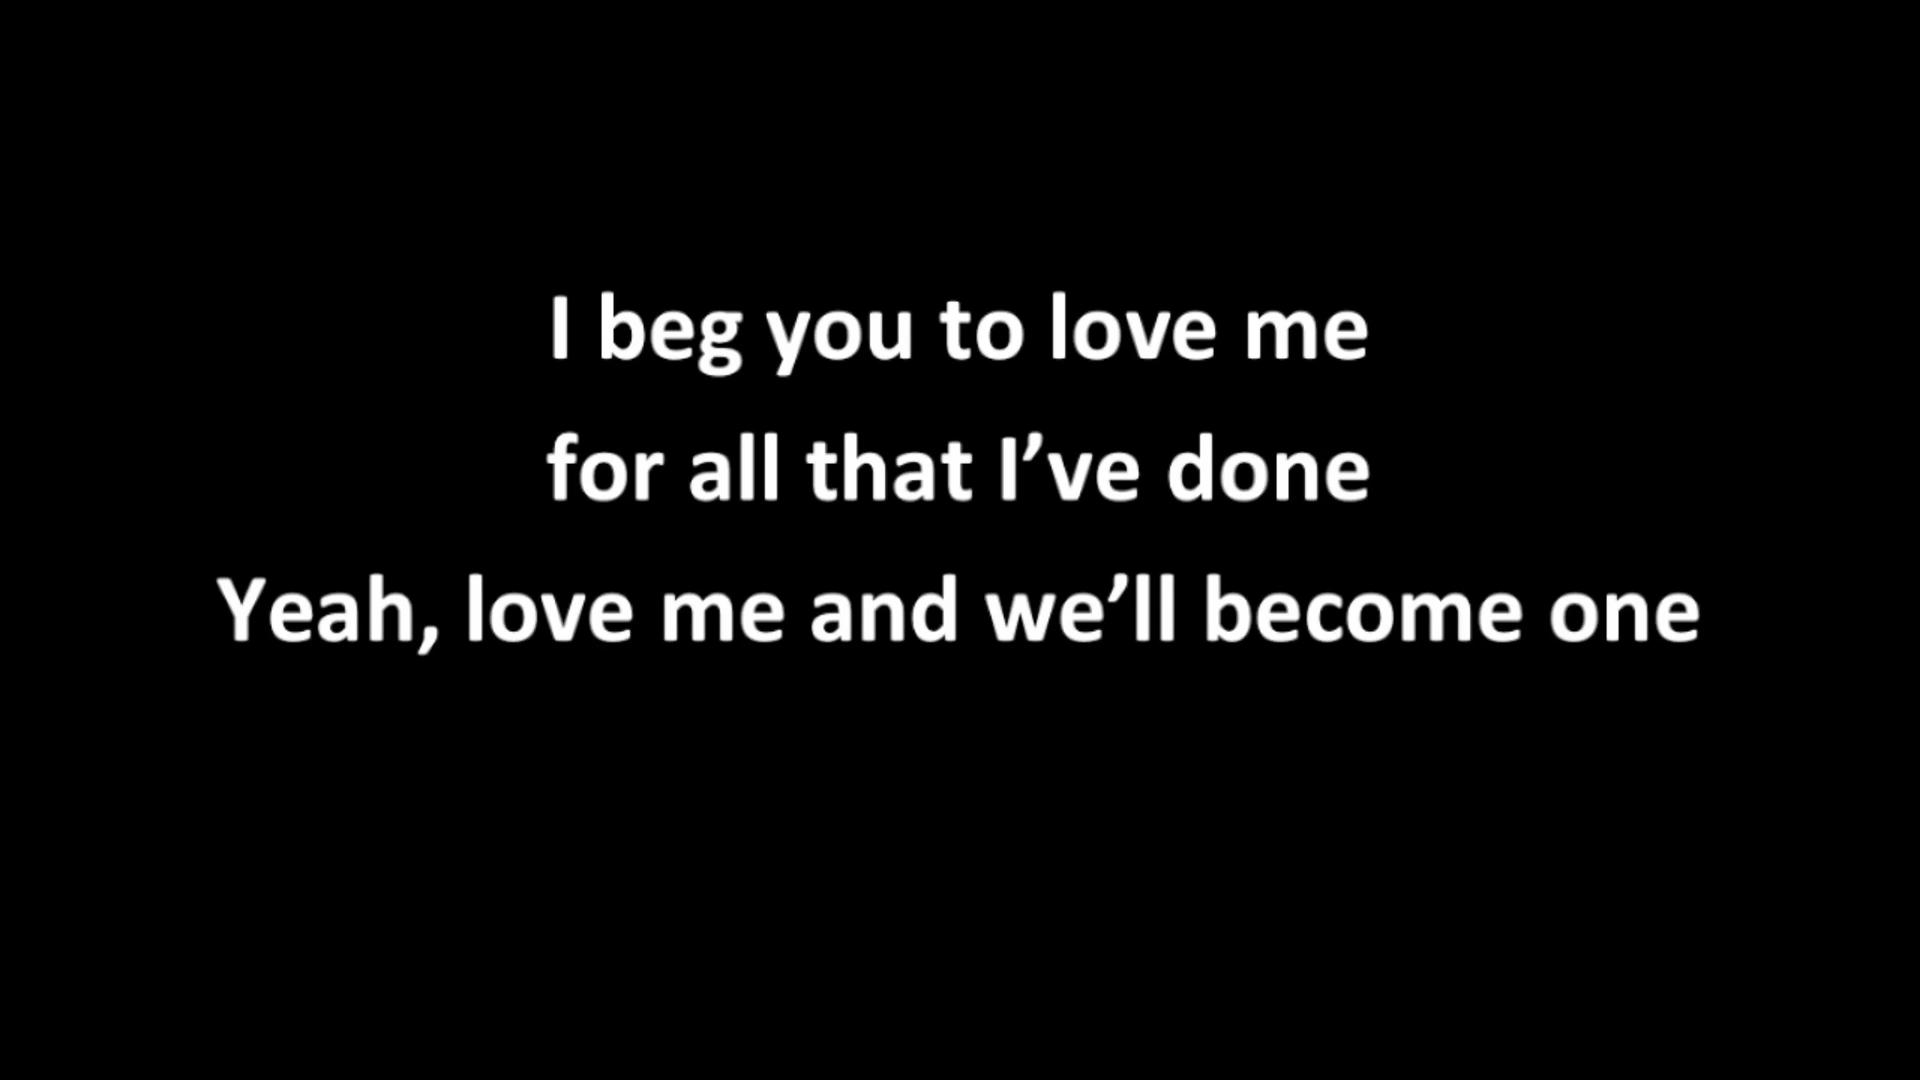 I beg you to love me
for all that I’ve done
Yeah, love me and we’ll become one